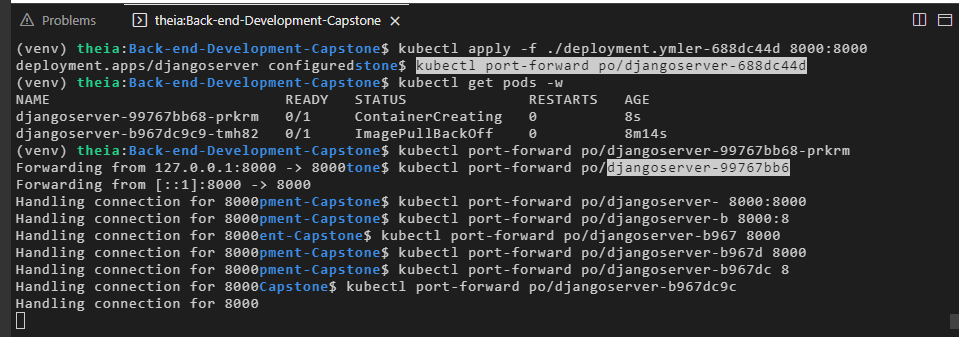 Problems
theia:Back-end-Development-Capstone ×
(venv) theia:Back-end-Development-Capstone$ kubectl apply -f ./deployment.ymler-688dc44d 8000:8000
deployment.apps/djangoserver configuredstone$ kubectl port-forward po/djangoserver-688dc44d
(venv) theia:Back-end-Development-Capstone$ kubectl get pods -w
NAME READY STATUS RESTARTS AGE
djangoserver-99767bb68-prkrm 0/1 ContainerCreating 0 8s
djangoserver-b967dc9c9-tmh82 0/1 ImagePullBackOff 0 8m14s
(venv) theia:Back-end-Development-Capstone$ kubectl port-forward po/djangoserver-99767bb68-prkrm
Forwarding from 127.0.0.1:8000 -> 8000tone$ kubectl port-forward po/djangoserver-99767bb6
Forwarding from [::1]:8000 -> 8000
Handling connection for 8000pment-Capstone$ kubectl port-forward po/djangoserver- 8000:8000
Handling connection for 8000pment-Capstone$ kubectl port-forward po/djangoserver-b 8000:8
Handling connection for 8000ent-Capstone$ kubectl port-forward po/djangoserver-b967 8000
Handling connection for 8000pment-Capstone$ kubectl port-forward po/djangoserver-b967d 8000
Handling connection for 8000pment-Capstone$ kubectl port-forward po/djangoserver-b967dc 8
Handling connection for 8000Capstone$ kubectl port-forward po/djangoserver-b967dc9c
Handling connection for 8000